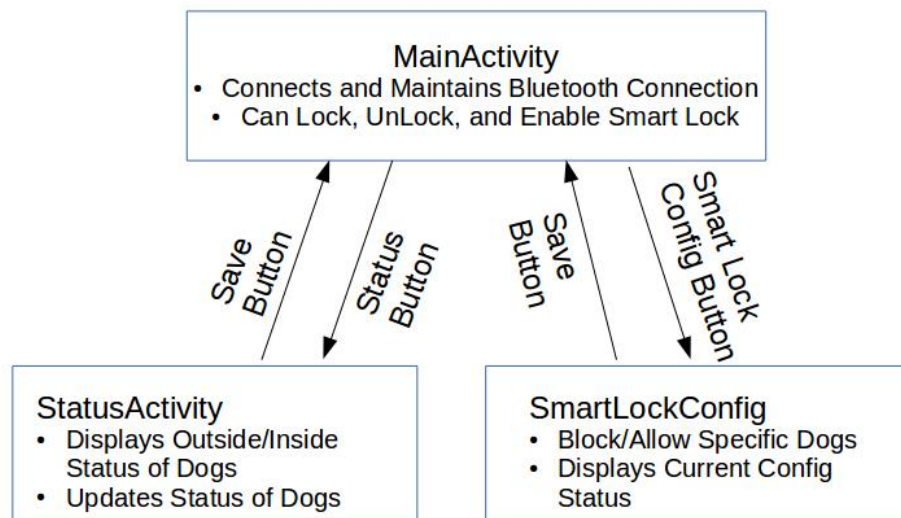 MainActivity
• Connects and Maintains Bluetooth Connection
• Can Lock, UnLock, and Enable Smart Lock
Save
Button
Status
Button
Save
Button
Smart Lock
Config Button
StatusActivity
• Displays Outside/Inside
Status of Dogs
• Updates Status of Dogs
SmartLockConfig
• Block/Allow Specific Dogs
• Displays Current Config
Status